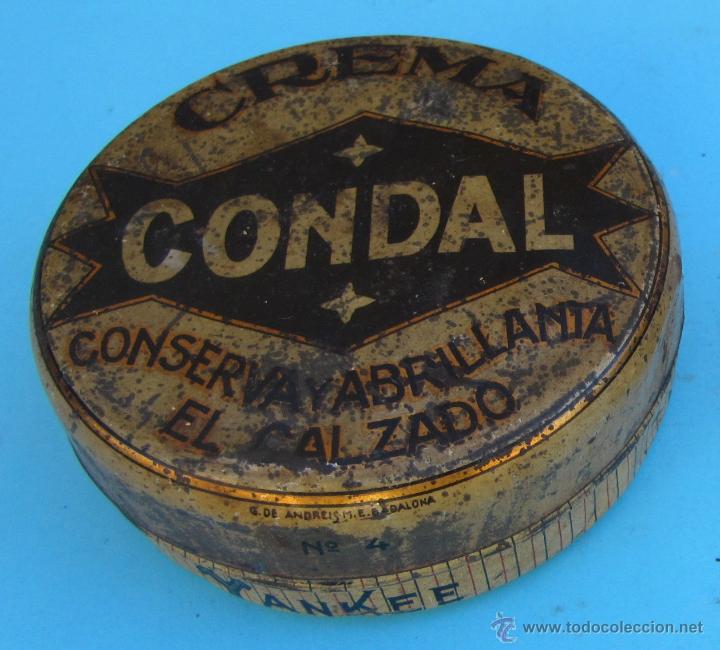 CREMA
CONDAL
CONSERVA Y ABRILLANTA
EL CALZADO
G. DE ANDREIS M.E. BADALONA
Nº 4
YANKEE
www.todocoleccion.net